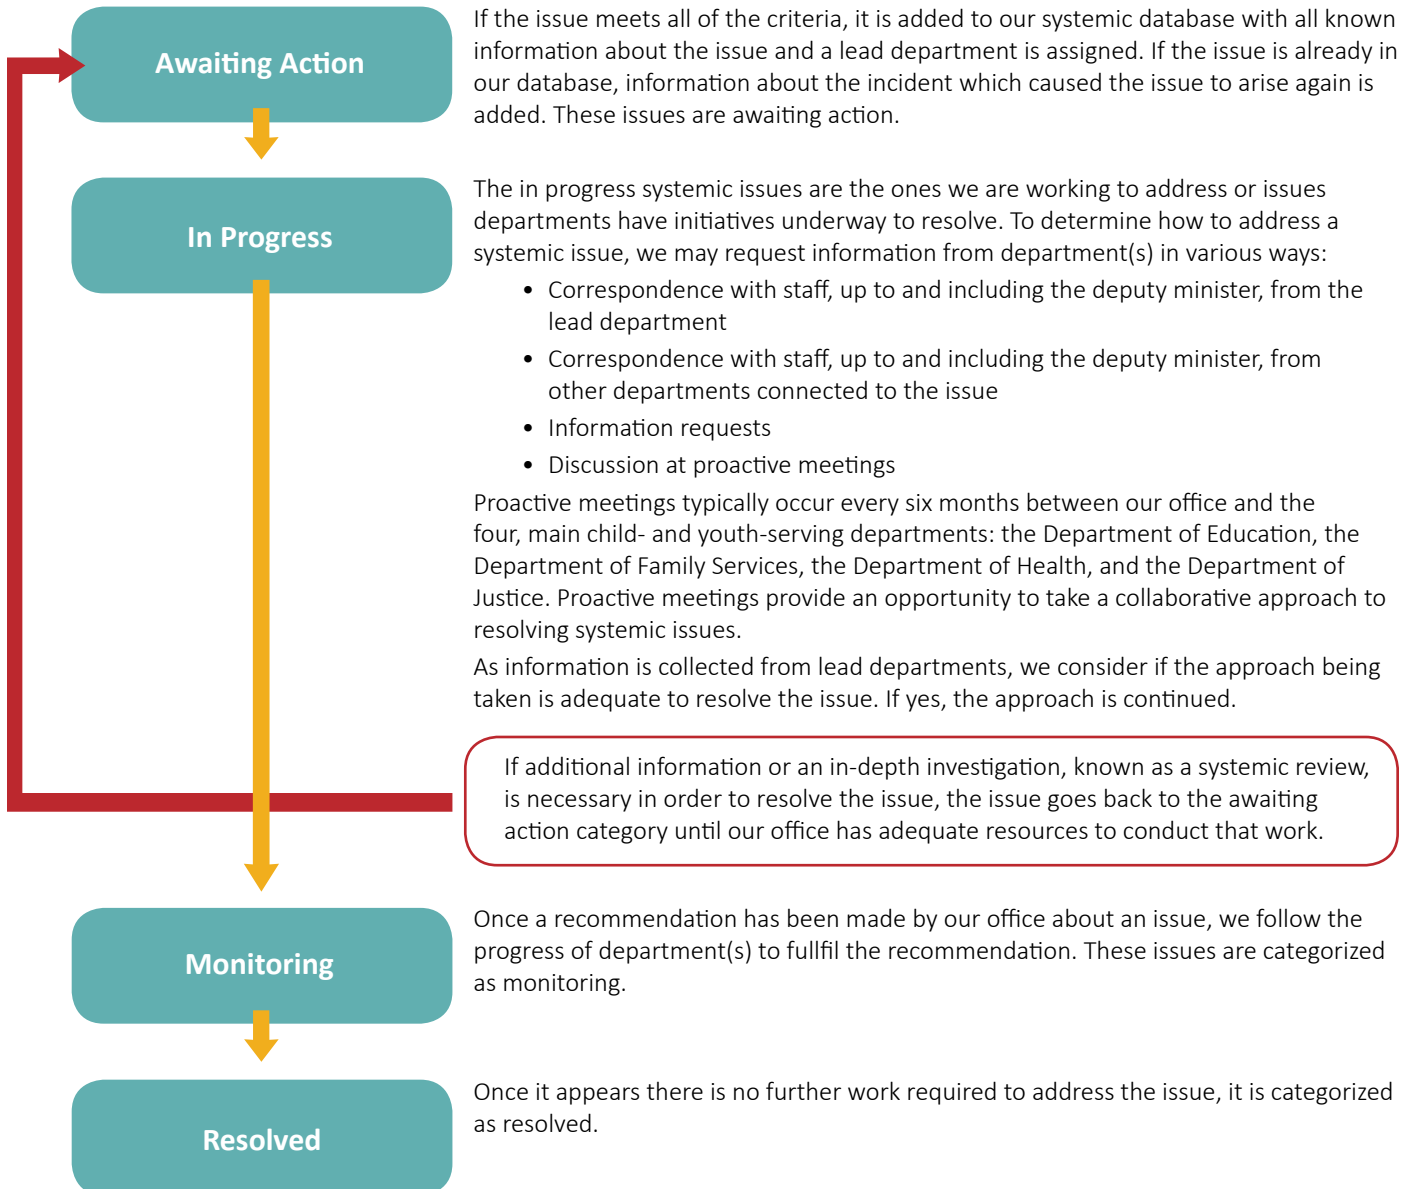 Awaiting Action
If the issue meets all of the criteria, it is added to our systemic database with all known
information about the issue and a lead department is assigned. If the issue is already in
our database, information about the incident which caused the issue to arise again is
added. These issues are awaiting action.
In Progress
The in progress systemic issues are the ones we are working to address or issues
departments have initiatives underway to resolve. To determine how to address a
systemic issue, we may request information from department(s) in various ways:
• Correspondence with staff, up to and including the deputy minister, from the
lead department
• Correspondence with staff, up to and including the deputy minister, from
other departments connected to the issue
• Information requests
• Discussion at proactive meetings
Proactive meetings typically occur every six months between our office and the
four, main child- and youth-serving departments: the Department of Education, the
Department of Family Services, the Department of Health, and the Department of
Justice. Proactive meetings provide an opportunity to take a collaborative approach to
resolving systemic issues.
As information is collected from lead departments, we consider if the approach being
taken is adequate to resolve the issue. If yes, the approach is continued.
If additional information or an in-depth investigation, known as a systemic review,
is necessary in order to resolve the issue, the issue goes back to the awaiting
action category until our office has adequate resources to conduct that work.
Monitoring
Once a recommendation has been made by our office about an issue, we follow the
progress of department(s) to fullfil the recommendation. These issues are categorized
as monitoring.
Resolved
Once it appears there is no further work required to address the issue, it is categorized
as resolved.